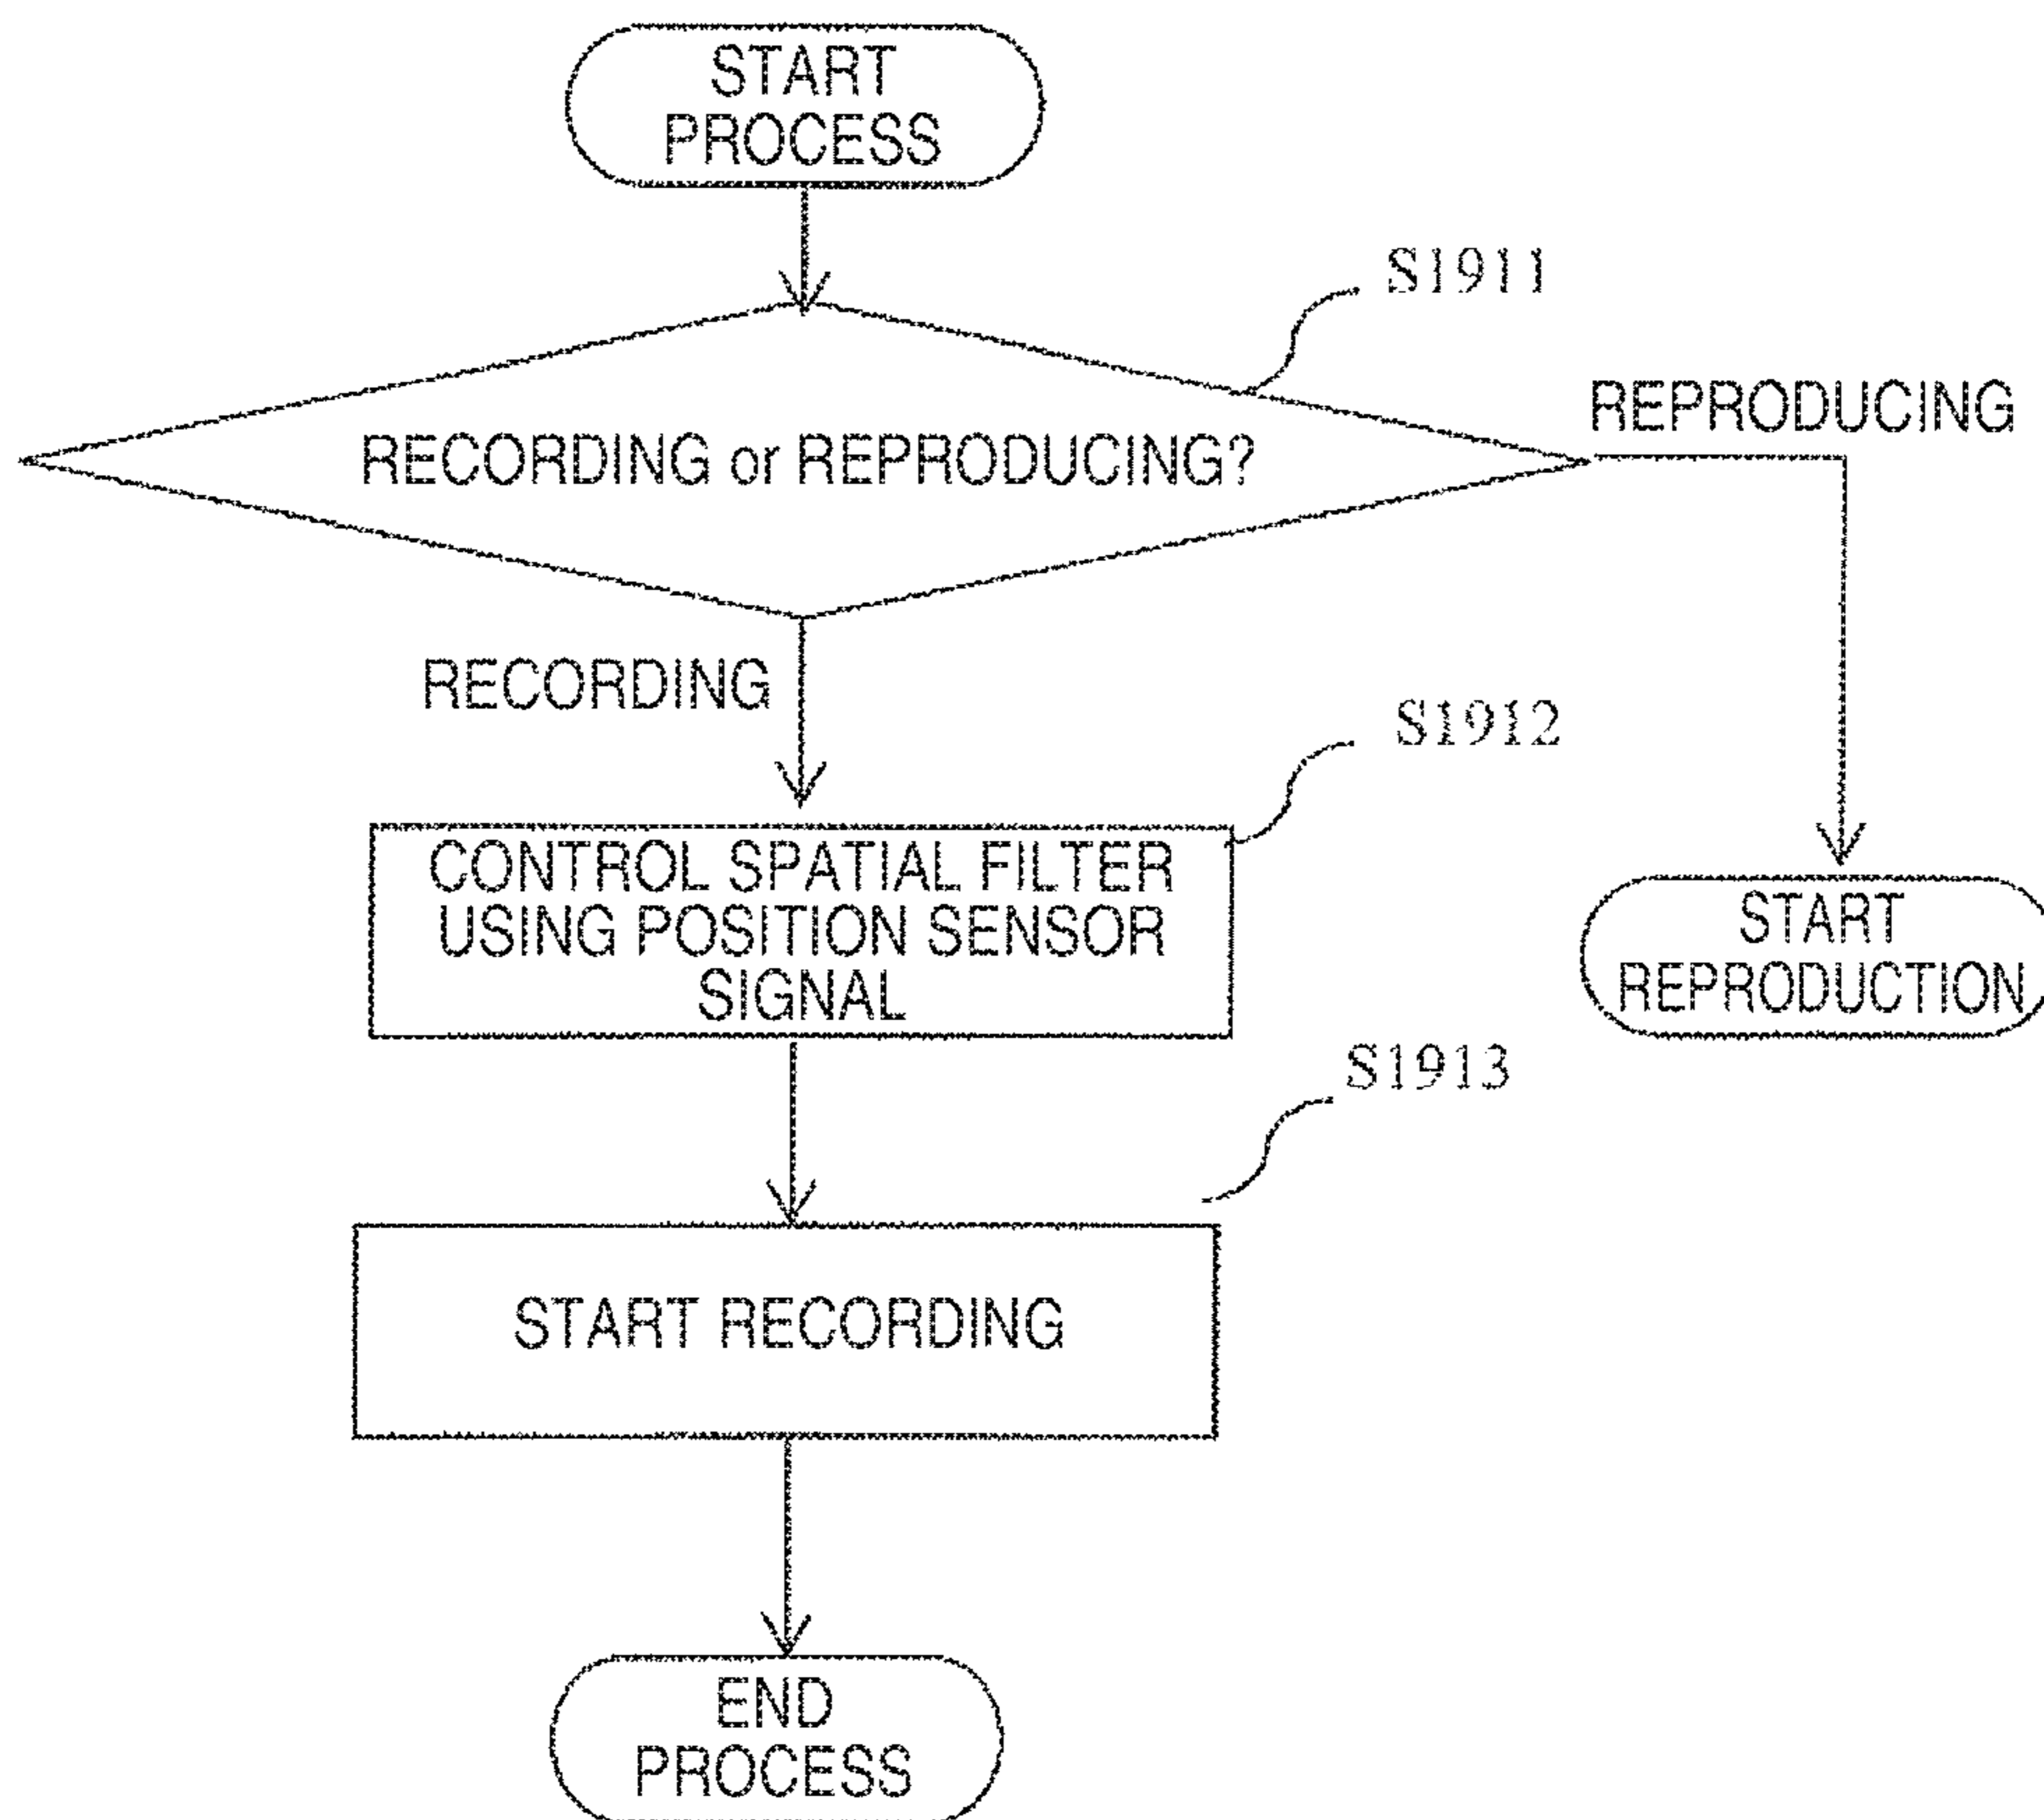 START
PROCESS
S1911
RECORDING or REPRODUCING?
REPRODUCING
RECORDING
S1912
CONTROL SPATIAL FILTER
USING POSITION SENSOR
SIGNAL
START
REPRODUCTION
S1913
START RECORDING
END
PROCESS